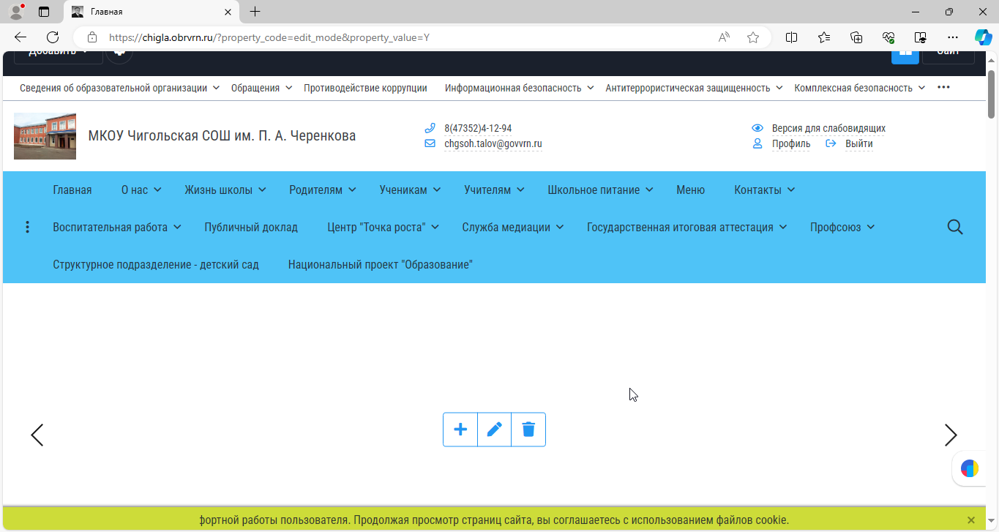 Главная
https://chigla.obrvrn.ru/?property_code=edit_mode&property_value=Y
Добавить
Сайт
Сведения об образовательной организации Обращения Противодействие коррупции Информационная безопасность Антитеррористическая защищенность Комплексная безопасность
МКОУ Чигольская СОШ им. П. А. Черенкова
8(47352)4-12-94
chgsoh.talov@govvrn.ru
Версия для слабовидящих
Профиль Выйти
Главная О нас Жизнь школы Родителям Ученикам Учителям Школьное питание Меню Контакты
Воспитательная работа Публичный доклад Центр "Точка роста" Служба медиации Государственная итоговая аттестация Профсоюз
Структурное подразделение - детский сад Национальный проект "Образование"
фортной работы пользователя. Продолжая просмотр страниц сайта, вы соглашаетесь с использованием файлов cookie.